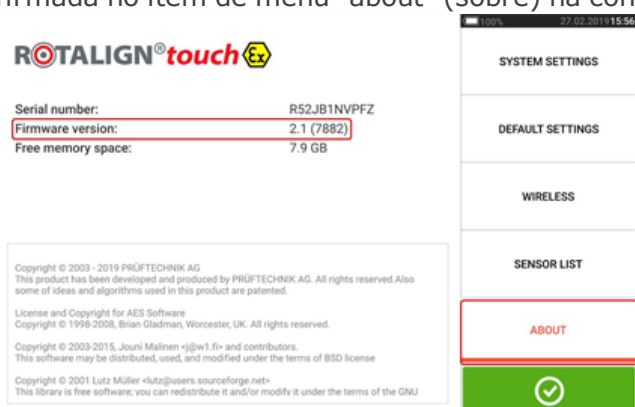 firmada no item de menu "about" (sobre) na con
100% 27.02.2019 15:56
ROTALIGN® touch Ex
Serial number: R52JB1NVPFZ
Firmware version: 2.1 (7882)
Free memory space: 7.9 GB
Copyright © 2003 - 2019 PRÜFTECHNIK AG
This product has been developed and produced by PRÜFTECHNIK AG. All rights reserved.Also
some of ideas and algorithms used in this product are patented.
License and Copyright for AES Software
Copyright © 1998-2008, Brian Gladman, Worcester, UK. All rights reserved.
Copyright © 2003-2015, Jouni Malinen <j@w1.fi> and contributors.
This software may be distributed, used, and modified under the terms of BSD license
Copyright © 2001 Lutz Müller <lutz@users.sourceforge.net>
This library is free software; you can redistribute it and/or modify it under the terms of the GNU
SYSTEM SETTINGS
DEFAULT SETTINGS
WIRELESS
SENSOR LIST
ABOUT